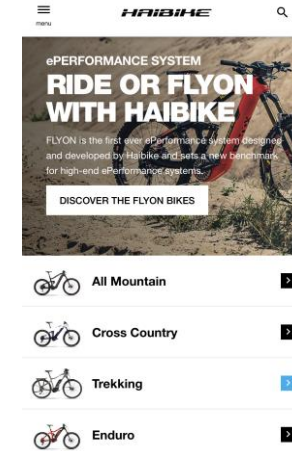 menu
HAIBIKE
ePERFORMANCE SYSTEM
RIDE OR FLYON
WITH HAIBIKE
FLYON is the first ever ePerformance system designed
and developed by Haibike and sets a new benchmark
for high-end ePerformance systems.
DISCOVER THE FLYON BIKES
All Mountain
Cross Country
Trekking
Enduro